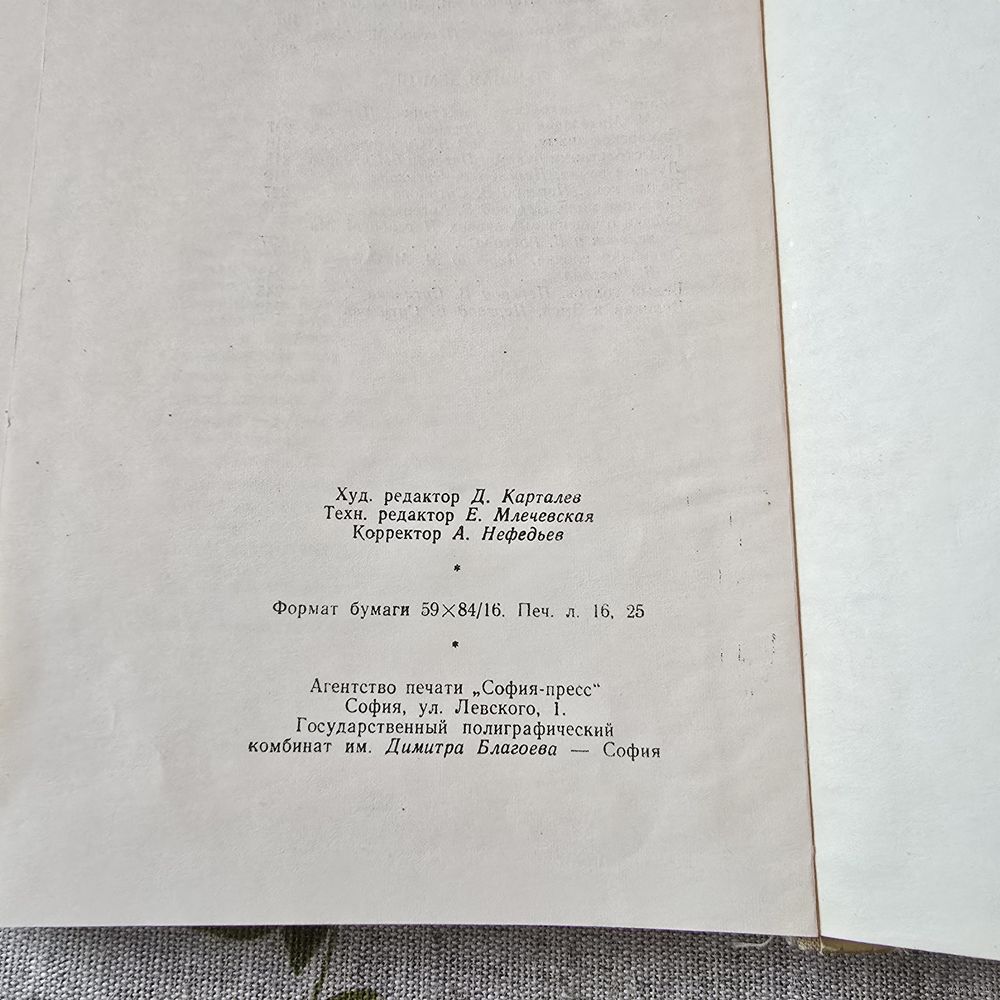 Худ. редактор Д. Карталев
Техн. редактор Е. Млечевская
Корректор А. Нефедьев
*
Формат бумаги 59×84/16. Печ. л. 16, 25
*
Агентство печати „София-пресс“
София, ул. Левского, 1.
Государственный полиграфический
комбинат им. Димитра Благоева — София